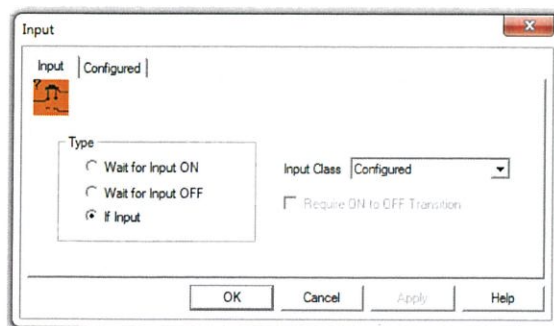 Input
Input Configured
?
Type
Wait for Input ON
Wait for Input OFF
If Input
Input Class Configured
Require ON to OFF Transition
OK Cancel Apply Help